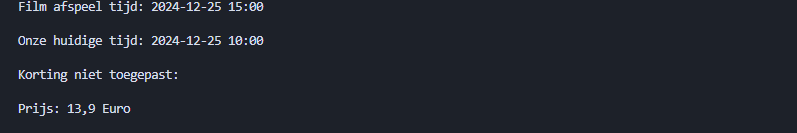 Film afspeel tijd: 2024-12-25 15:00
Onze huidige tijd: 2024-12-25 10:00
Korting niet toegepast:
Prijs: 13,9 Euro